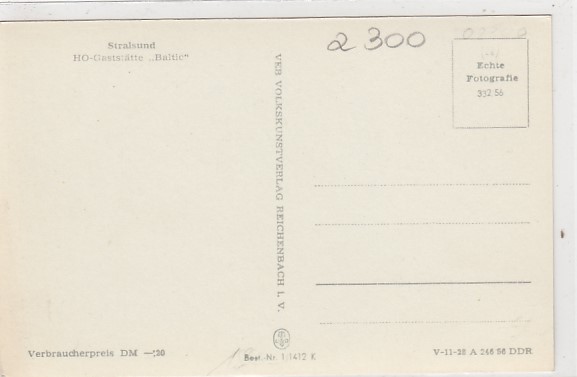 Stralsund
HO-Gaststätte „Baltic"
2300
Echte
Fotografie
332 56
VEB VOLKSKUNSTVERLAG REICHENBACH I. V.
Verbraucherpreis DM —,20
Best.-Nr. 1/1412 K
V-11-28 A 248 56 DDR